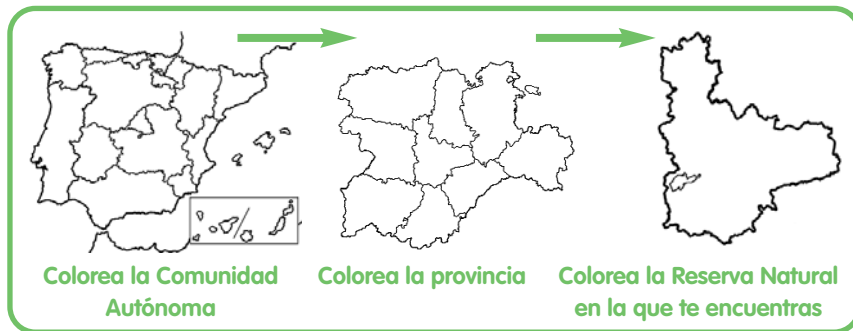 Colorea la Comunidad
Autónoma
Colorea la provincia
Colorea la Reserva Natural
en la que te encuentras